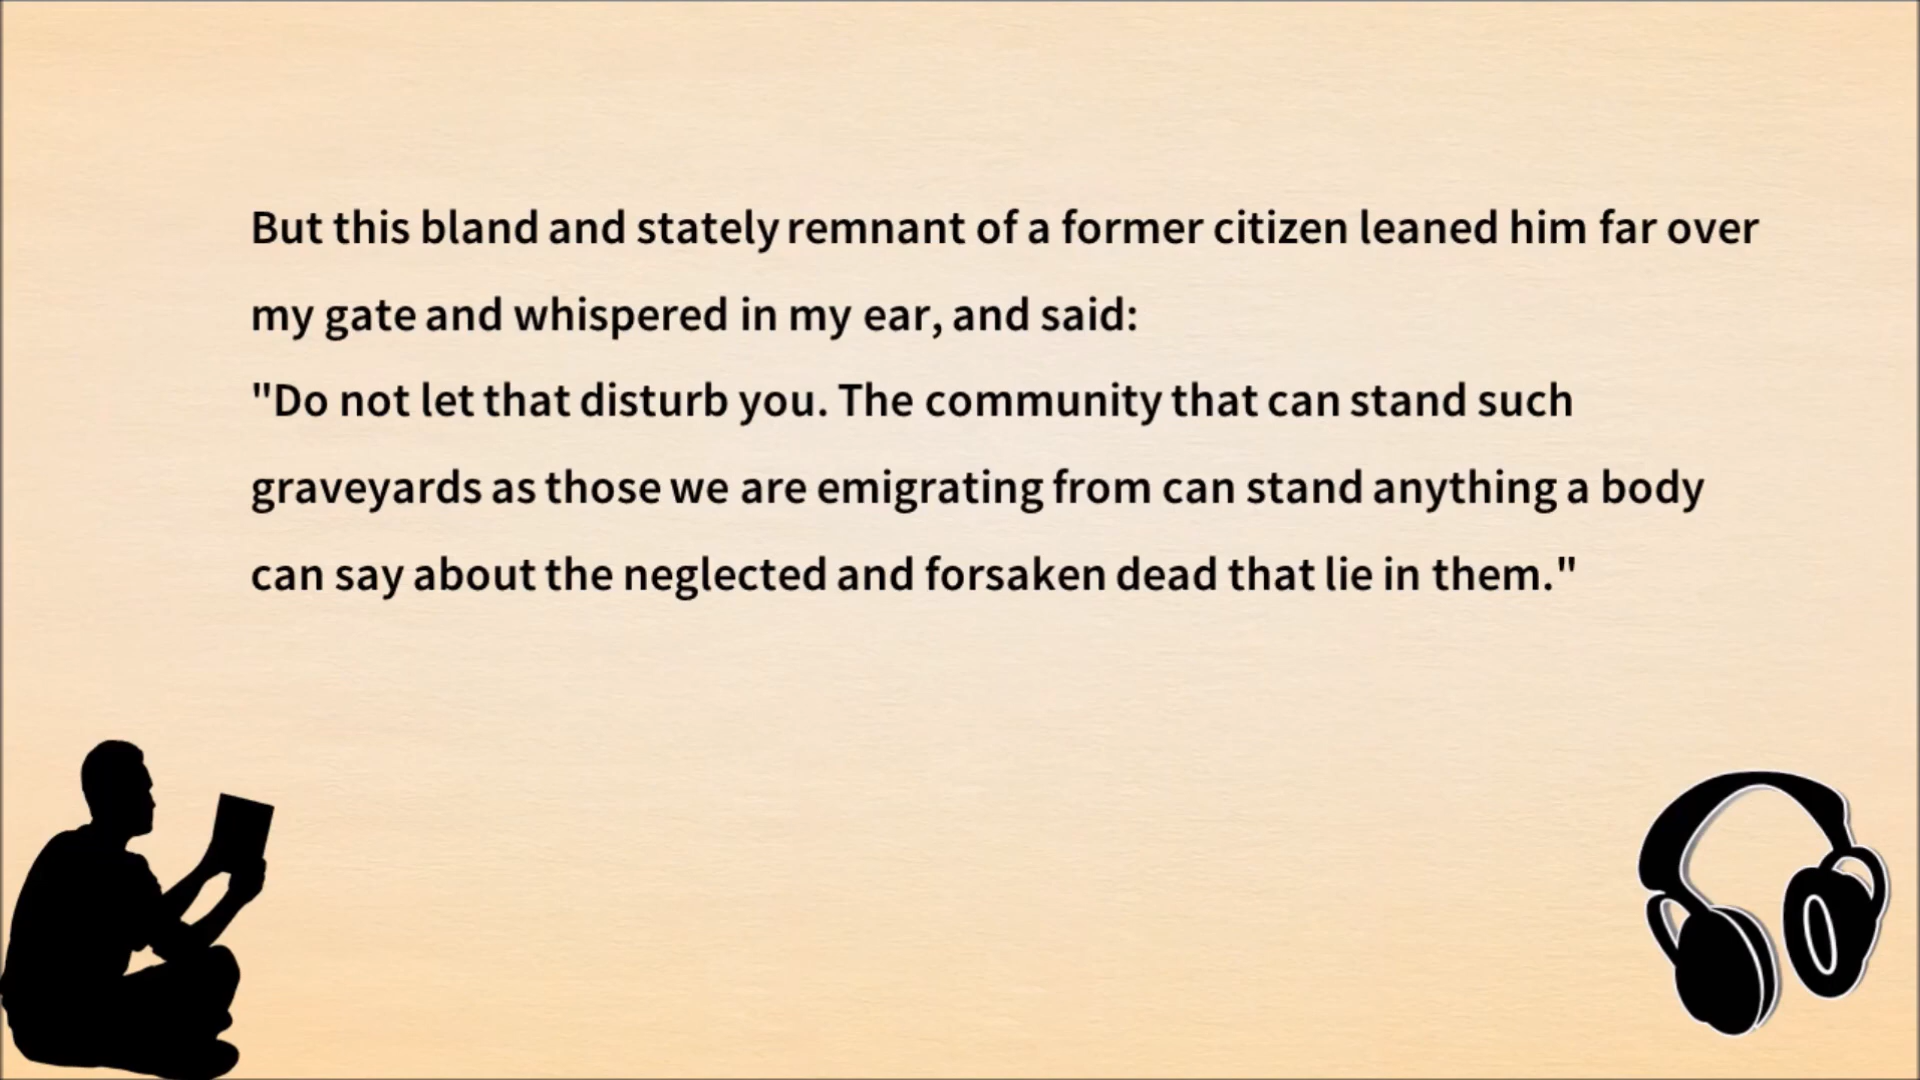 But this bland and stately remnant of a former citizen leaned him far over
my gate and whispered in my ear, and said:
"Do not let that disturb you. The community that can stand such
graveyards as those we are emigrating from can stand anything a body
can say about the neglected and forsaken dead that lie in them."